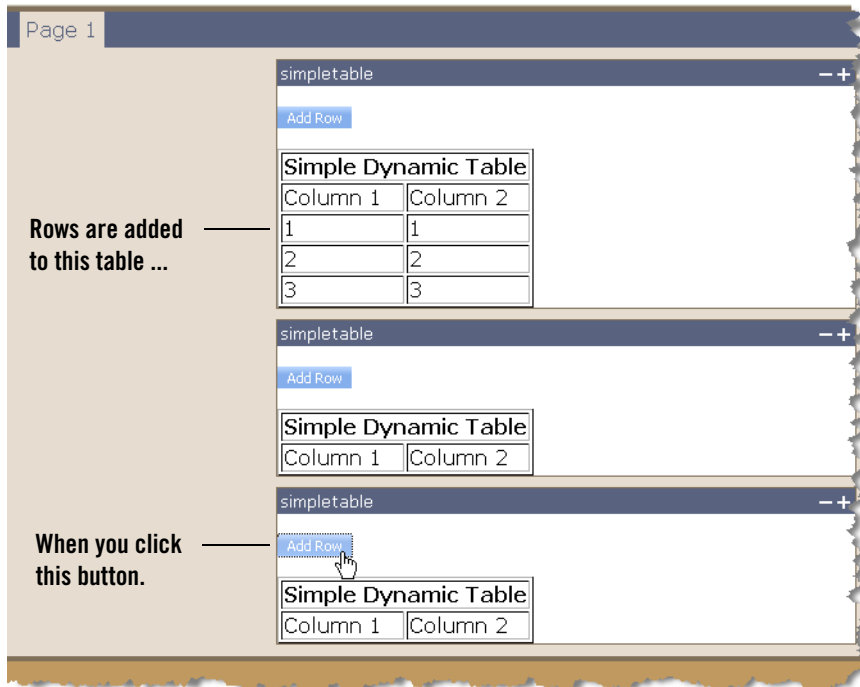 Page 1
simpletable
Add Row
Simple Dynamic Table
Column 1 Column 2
1 1
2 2
3 3
Rows are added
to this table ...
simpletable
Add Row
Simple Dynamic Table
Column 1 Column 2
simpletable
Add Row
Simple Dynamic Table
Column 1 Column 2
When you click
this button.